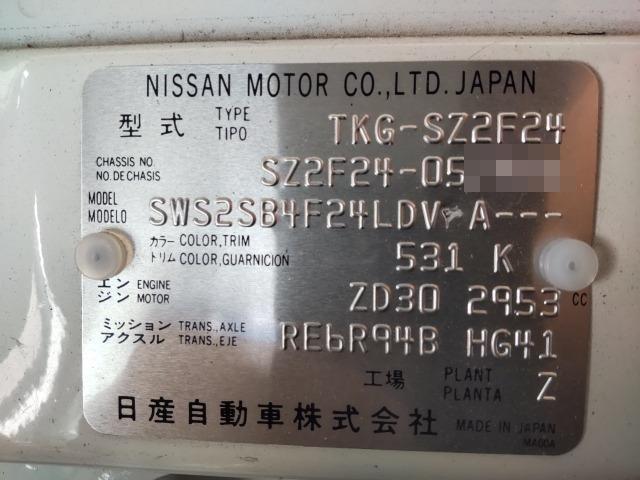 NISSAN MOTOR CO.,LTD. JAPAN
型式 TYPE TIPO TKG-SZ2F24
CHASSIS NO. NO. DE CHASIS SZ2F24-05
MODEL MODELO SWS2SB4F24LDV A---
カラー COLOR,TRIM
トリム COLOR,GUARNICION 531 K
エンジン ENGINE MOTOR ZD30 2953 CC
ミッション TRANS.,AXLE
アクスル TRANS.,EJE RE6R94B HG41
工場 PLANT PLANTA Z
日産自動車株式会社 MADE IN JAPAN
MA00A